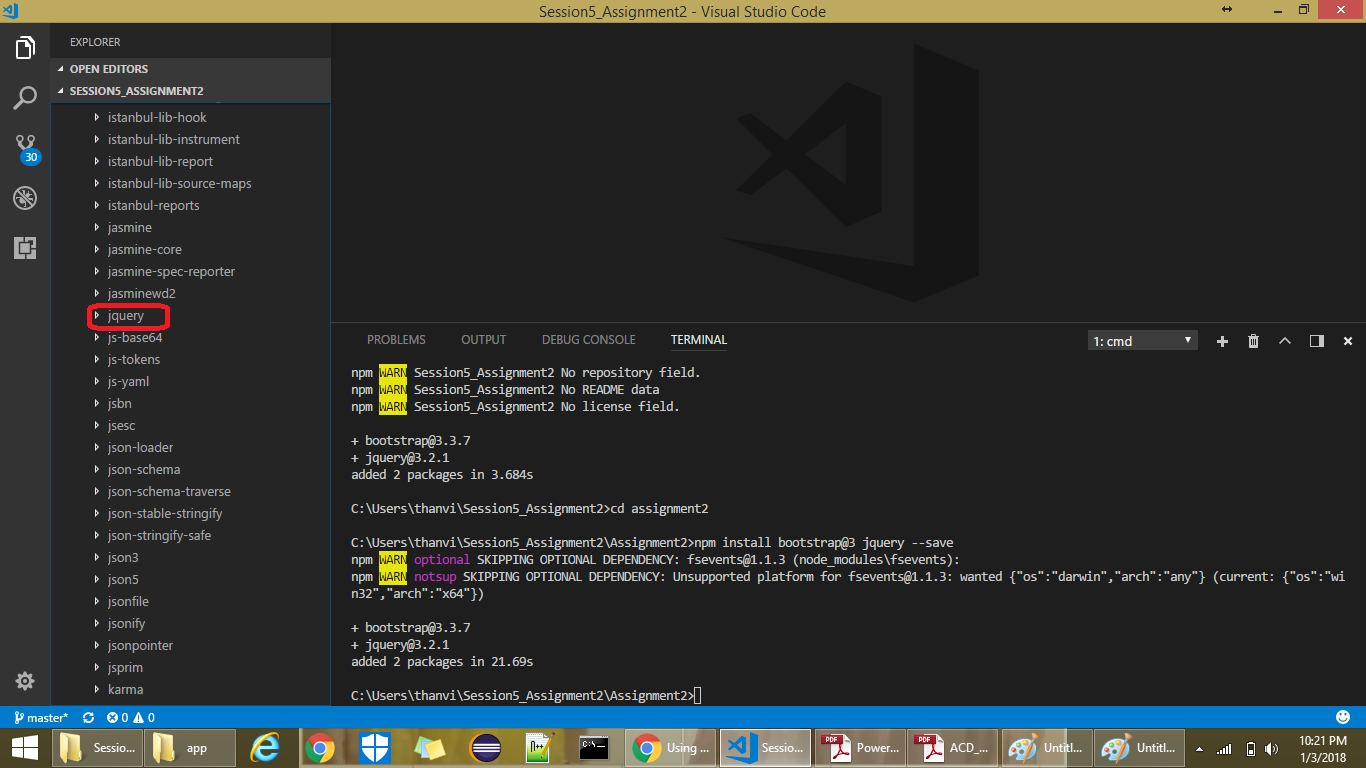 Session5_Assignment2 - Visual Studio Code
EXPLORER
OPEN EDITORS
SESSION5_ASSIGNMENT2
istanbul-lib-hook
istanbul-lib-instrument
istanbul-lib-report
istanbul-lib-source-maps
istanbul-reports
jasmine
jasmine-core
jasmine-spec-reporter
jasminewd2
jquery
js-base64
js-tokens
js-yaml
jsbn
jsesc
json-loader
json-schema
json-schema-traverse
json-stable-stringify
json-stringify-safe
json3
json5
jsonfile
jsonify
jsonpointer
jsprim
karma
30
PROBLEMS OUTPUT DEBUG CONSOLE TERMINAL
1: cmd
npm WARN Session5_Assignment2 No repository field.
npm WARN Session5_Assignment2 No README data
npm WARN Session5_Assignment2 No license field.
+ bootstrap@3.3.7
+ jquery@3.2.1
added 2 packages in 3.684s
C:\Users\thanvi\Session5_Assignment2>cd assignment2
C:\Users\thanvi\Session5_Assignment2\Assignment2>npm install bootstrap@3 jquery --save
npm WARN optional SKIPPING OPTIONAL DEPENDENCY: fsevents@1.1.3 (node_modules\fsevents):
npm WARN notsup SKIPPING OPTIONAL DEPENDENCY: Unsupported platform for fsevents@1.1.3: wanted {"os":"darwin","arch":"any"} (current: {"os":"wi
n32","arch":"x64"})
+ bootstrap@3.3.7
+ jquery@3.2.1
added 2 packages in 21.69s
C:\Users\thanvi\Session5_Assignment2\Assignment2>
master* 0 0
Sessio... app Using ... Sessio... Power... ACD_... Untitl... Untitl...
10:21 PM
1/3/2018